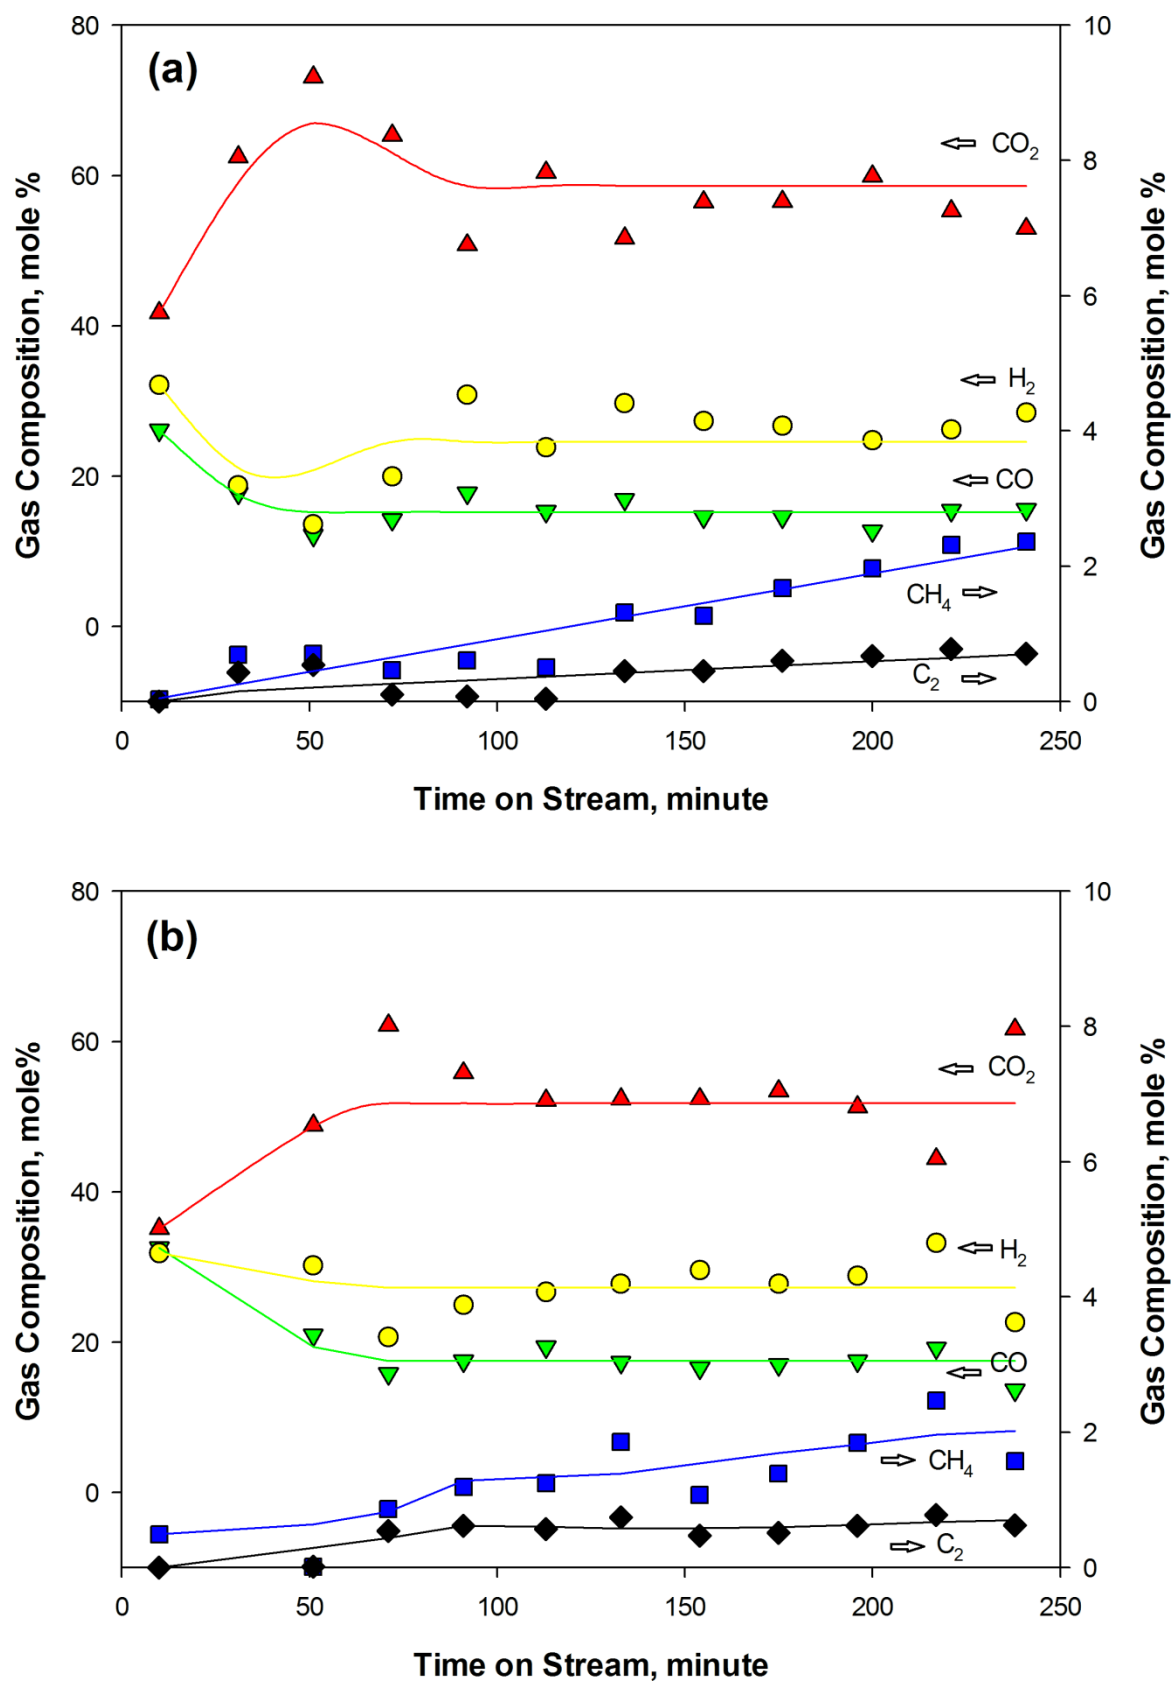 (a)
80
60
40
20
0
10
8
6
4
2
0
Gas Composition, mole %
Gas Composition, mole %
CO2
H2
CO
CH4
C2
0 50 100 150 200 250
Time on Stream, minute
(b)
80
60
40
20
0
10
8
6
4
2
0
Gas Composition, mole%
Gas Composition, mole %
CO2
H2
CO
CH4
C2
0 50 100 150 200 250
Time on Stream, minute